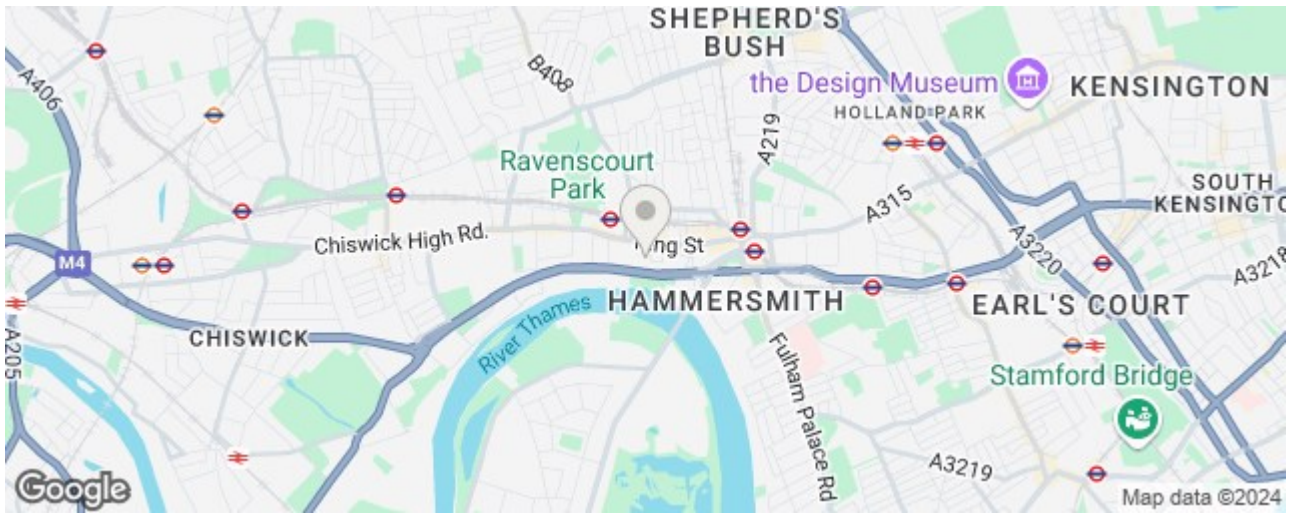 SHEPHERD'S
BUSH
A406
B408
the Design Museum
HOLLAND PARK
KENSINGTON
A219
Ravenscourt
Park
SOUTH
KENSINGTO
A315
Chiswick High Rd.
King St
A3220
M4
A3218
HAMMERSMITH
EARL'S COURT
River Thames
CHISWICK
A205
Fulham Palace Rd
Stamford Bridge
A3219
Google
Map data ©2024